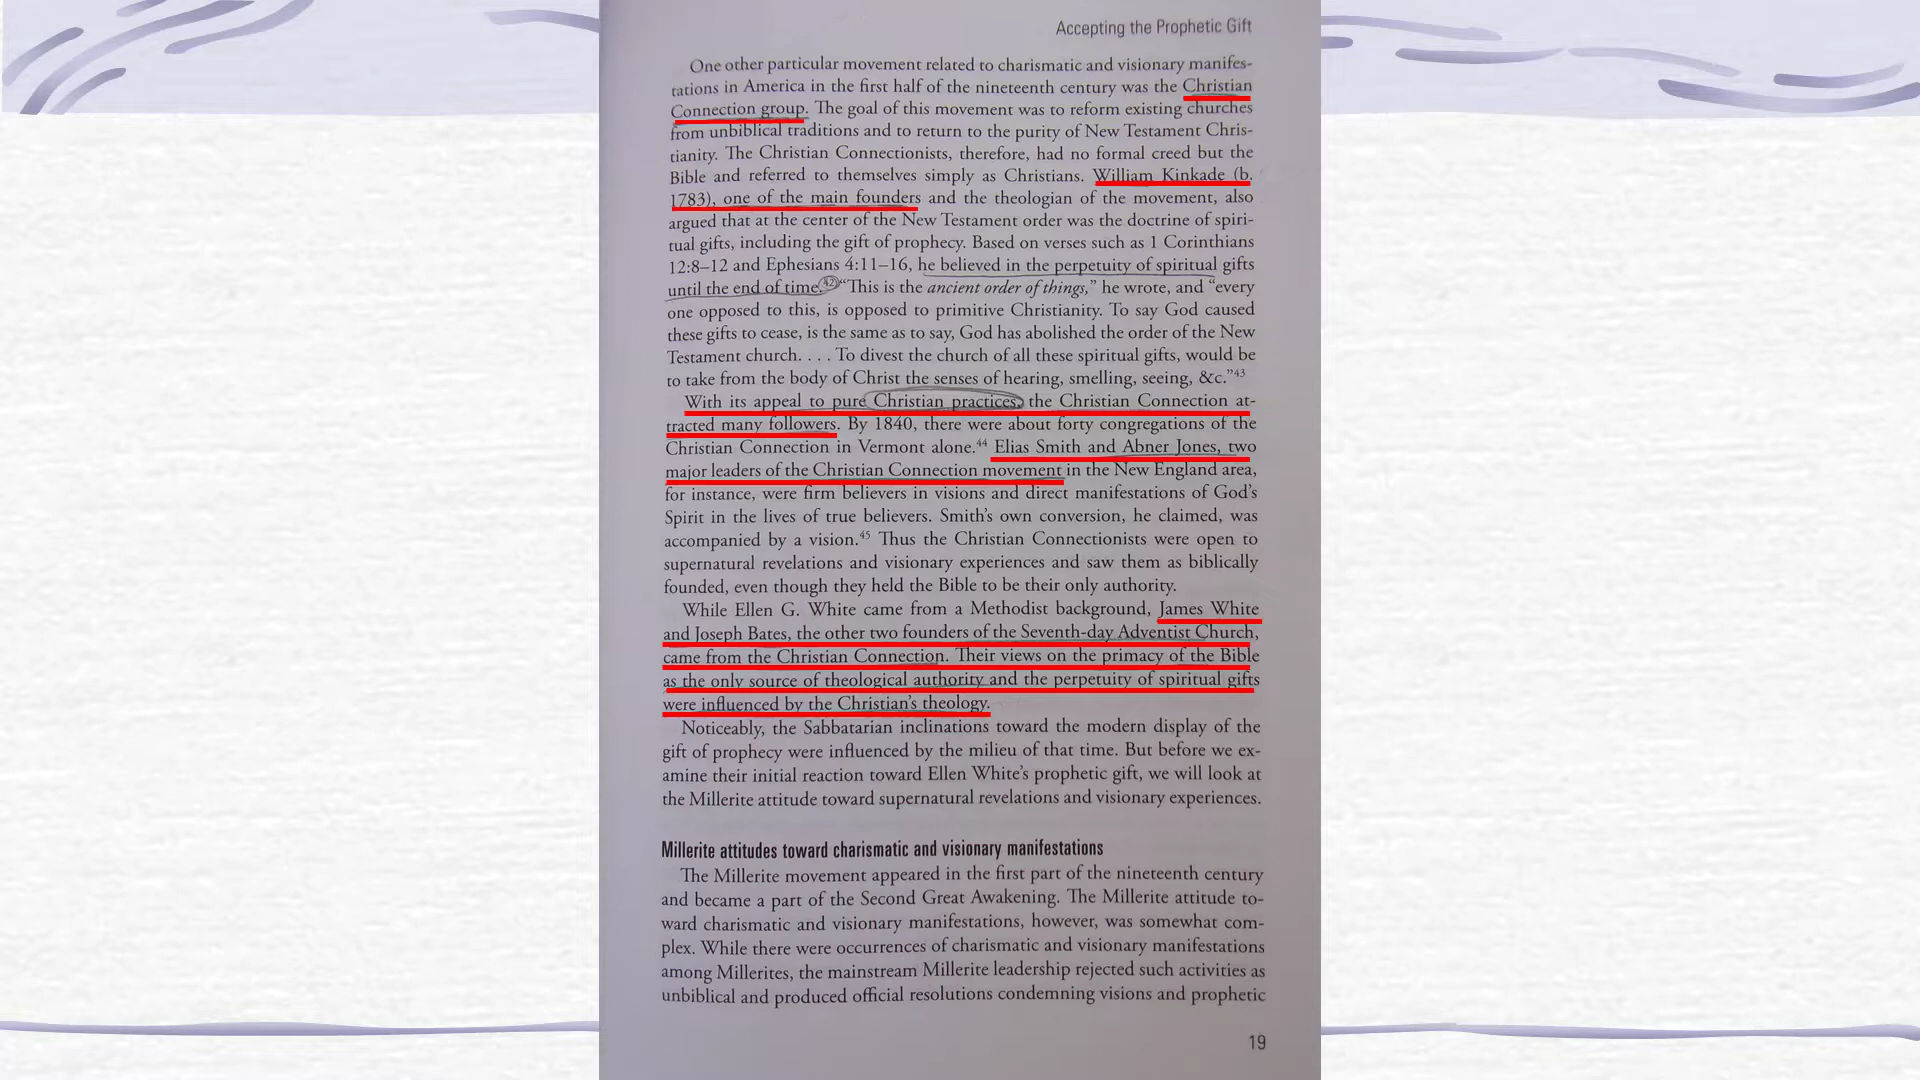 Accepting the Prophetic Gift
One other particular movement related to charismatic and visionary manifes-
tations in America in the first half of the nineteenth century was the Christian
Connection group. The goal of this movement was to reform existing churches
from unbiblical traditions and to return to the purity of New Testament Chris-
tianity. The Christian Connectionists, therefore, had no formal creed but the
Bible and referred to themselves simply as Christians. William Kinkade (b.
1783), one of the main founders and the theologian of the movement, also
argued that at the center of the New Testament order was the doctrine of spiri-
tual gifts, including the gift of prophecy. Based on verses such as 1 Corinthians
12:8–12 and Ephesians 4:11–16, he believed in the perpetuity of spiritual gifts
until the end of time.42 “This is the ancient order of things,” he wrote, and “every
one opposed to this, is opposed to primitive Christianity. To say God caused
these gifts to cease, is the same as to say, God has abolished the order of the New
Testament church. . . . To divest the church of all these spiritual gifts, would be
to take from the body of Christ the senses of hearing, smelling, seeing, &c.”43
With its appeal to pure Christian practices, the Christian Connection at-
tracted many followers. By 1840, there were about forty congregations of the
Christian Connection in Vermont alone.44 Elias Smith and Abner Jones, two
major leaders of the Christian Connection movement in the New England area,
for instance, were firm believers in visions and direct manifestations of God’s
Spirit in the lives of true believers. Smith’s own conversion, he claimed, was
accompanied by a vision.45 Thus the Christian Connectionists were open to
supernatural revelations and visionary experiences and saw them as biblically
founded, even though they held the Bible to be their only authority.
While Ellen G. White came from a Methodist background, James White
and Joseph Bates, the other two founders of the Seventh-day Adventist Church,
came from the Christian Connection. Their views on the primacy of the Bible
as the only source of theological authority and the perpetuity of spiritual gifts
were influenced by the Christian’s theology.
Noticeably, the Sabbatarian inclinations toward the modern display of the
gift of prophecy were influenced by the milieu of that time. But before we ex-
amine their initial reaction toward Ellen White’s prophetic gift, we will look at
the Millerite attitude toward supernatural revelations and visionary experiences.
Millerite attitudes toward charismatic and visionary manifestations
The Millerite movement appeared in the first part of the nineteenth century
and became a part of the Second Great Awakening. The Millerite attitude to-
ward charismatic and visionary manifestations, however, was somewhat com-
plex. While there were occurrences of charismatic and visionary manifestations
among Millerites, the mainstream Millerite leadership rejected such activities as
unbiblical and produced official resolutions condemning visions and prophetic
19